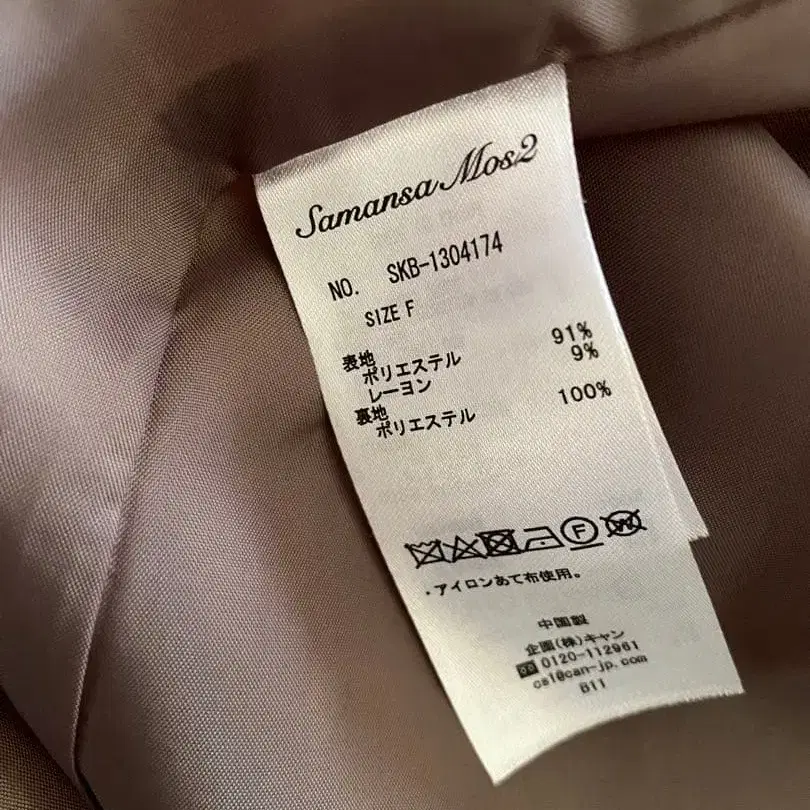 Samansa Mos2
NO. SKB-1304174
SIZE F
表地
ポリエステル 91%
レーヨン 9%
裏地
ポリエステル 100%
F
W
・アイロンあて布使用。
中国製
企画(株)キャン
0120-112961
cs1@can-jp.com
B11